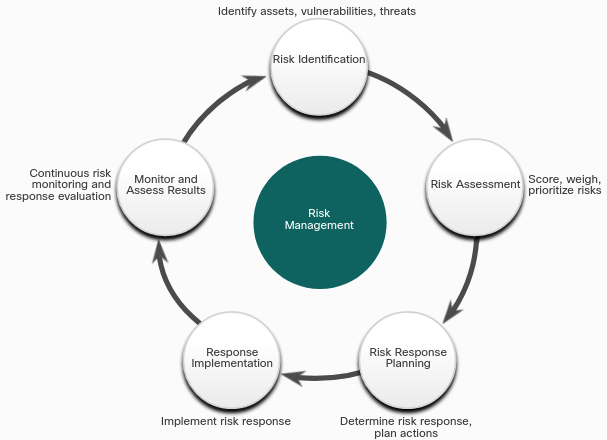 Identify assets, vulnerabilities, threats
Risk Identification
Risk Assessment
Score, weigh,
prioritize risks
Risk Response
Planning
Determine risk response,
plan actions
Response
Implementation
Implement risk response
Monitor and
Assess Results
Continuous risk
monitoring and
response evaluation
Risk
Management